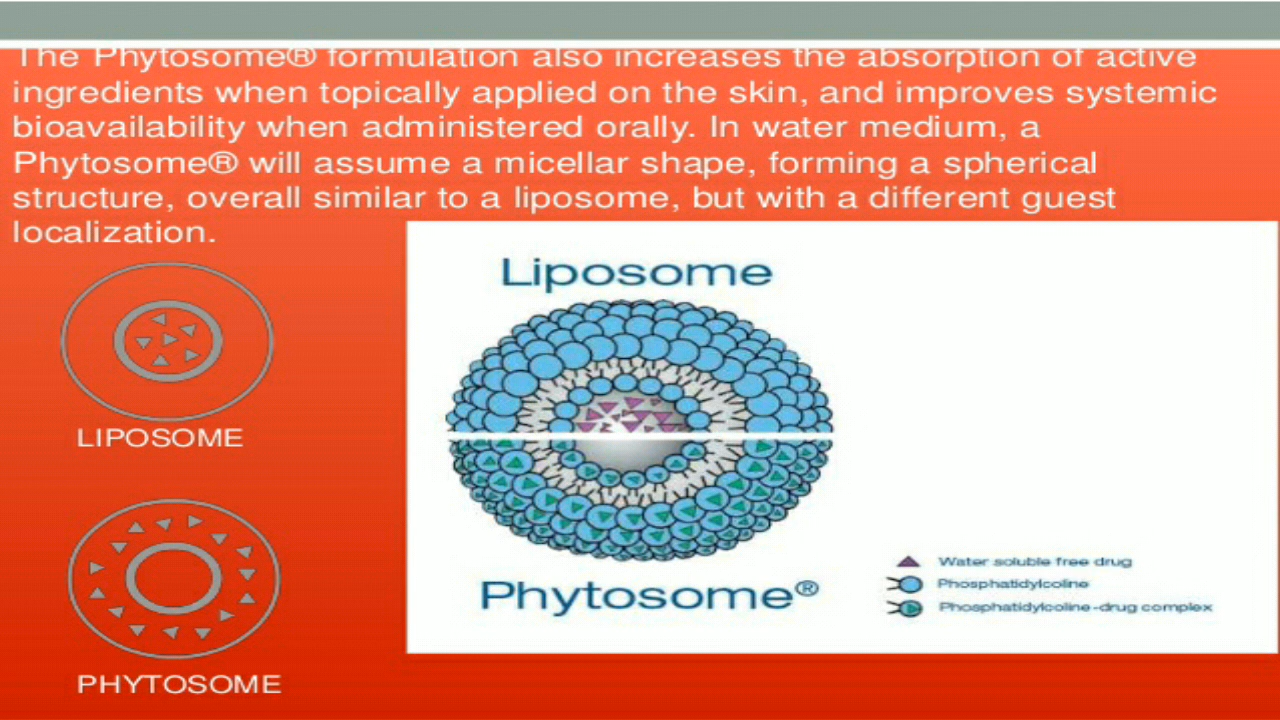 The Phytosome® formulation also increases the absorption of active
ingredients when topically applied on the skin, and improves systemic
bioavailability when administered orally. In water medium, a
Phytosome® will assume a micellar shape, forming a spherical
structure, overall similar to a liposome, but with a different guest
localization.
LIPOSOME
PHYTOSOME
Liposome
Phytosome®
Water soluble free drug
Phosphatidylcoline
Phosphatidylcoline-drug complex